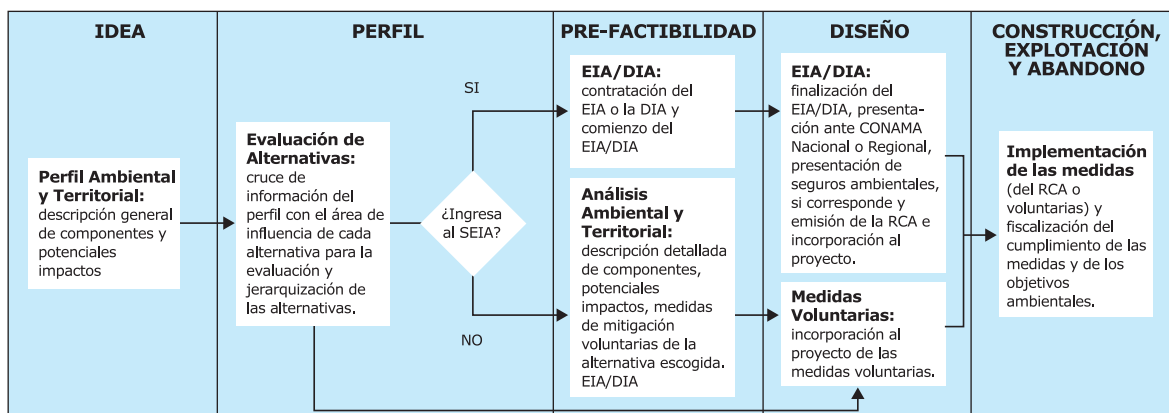 IDEA
PERFIL
PRE-FACTIBILIDAD
DISEÑO
CONSTRUCCIÓN,
EXPLOTACIÓN
Y ABANDONO
Perfil Ambiental
y Territorial:
descripción general
de componentes y
potenciales
impactos
Evaluación de
Alternativas:
cruce de
información del
perfil con el área de
influencia de cada
alternativa para la
evaluación y
jerarquización de
las alternativas.
¿Ingresa
al SEIA?
SI
NO
EIA/DIA:
contratación del
EIA o la DIA y
comienzo del
EIA/DIA
Análisis
Ambiental y
Territorial:
descripción detallada
de componentes,
potenciales
impactos, medidas
de mitigación
voluntarias de la
alternativa escogida.
EIA/DIA
EIA/DIA:
finalización del
EIA/DIA, presenta-
ción ante CONAMA
Nacional o Regional,
presentación de
seguros ambientales,
si corresponde y
emisión de la RCA e
incorporación al
proyecto.
Medidas
Voluntarias:
incorporación al
proyecto de las
medidas voluntarias.
Implementación
de las medidas
(del RCA o
voluntarias) y
fiscalización del
cumplimiento de las
medidas y de los
objetivos
ambientales.